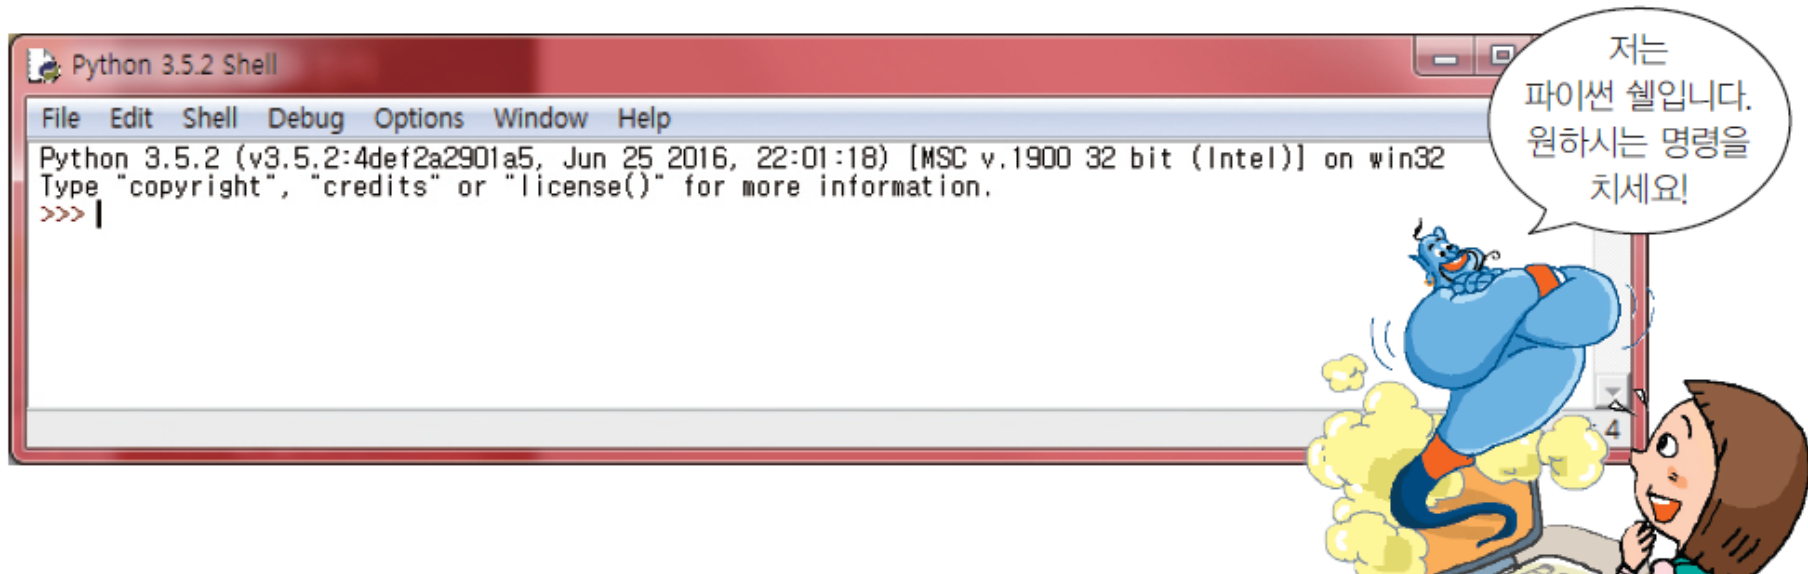 Python 3.5.2 Shell
File Edit Shell Debug Options Window Help
Python 3.5.2 (v3.5.2:4def2a2901a5, Jun 25 2016, 22:01:18) [MSC v.1900 32 bit (Intel)] on win32
Type "copyright", "credits" or "license()" for more information.
>>>
저는
파이썬 쉘입니다.
원하시는 명령을
치세요!
4